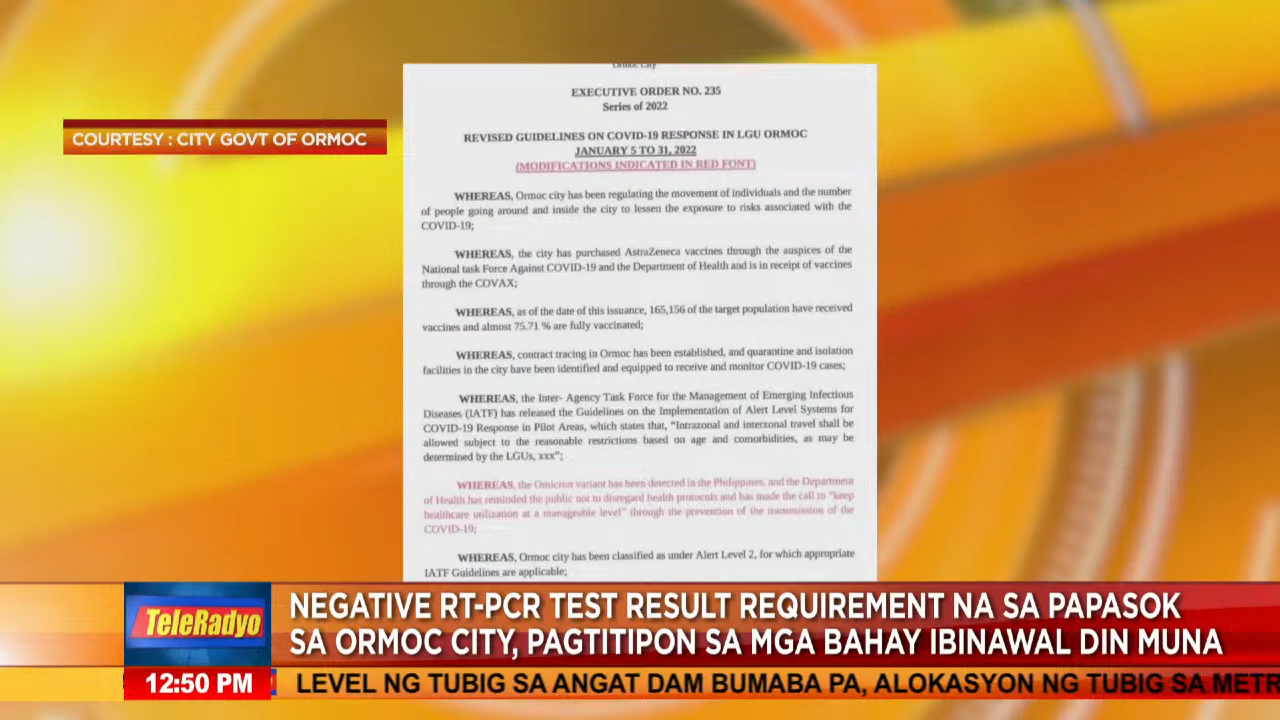 Ormoc City
EXECUTIVE ORDER NO. 235
Series of 2022
COURTESY : CITY GOVT OF ORMOC
REVISED GUIDELINES ON COVID-19 RESPONSE IN LGU ORMOC
JANUARY 5 TO 31, 2022
(MODIFICATIONS INDICATED IN RED FONT)
WHEREAS, Ormoc city has been regulating the movement of individuals and the number
of people going around and inside the city to lessen the exposure to risks associated with the
COVID-19;
WHEREAS, the city has purchased AstraZeneca vaccines through the auspices of the
National task Force Against COVID-19 and the Department of Health and is in receipt of vaccines
through the COVAX;
WHEREAS, as of the date of this issuance, 165,156 of the target population have received
vaccines and almost 75.71 % are fully vaccinated;
WHEREAS, contract tracing in Ormoc has been established, and quarantine and isolation
facilities in the city have been identified and equipped to receive and monitor COVID-19 cases;
WHEREAS, the Inter- Agency Task Force for the Management of Emerging Infectious
Diseases (IATF) has released the Guidelines on the Implementation of Alert Level Systems for
COVID-19 Response in Pilot Areas, which states that, “Intrazonal and interzonal travel shall be
allowed subject to the reasonable restrictions based on age and comorbidities, as may be
determined by the LGUs, xxx”;
WHEREAS, the Omicron variant has been detected in the Philippines, and the Department
of Health has reminded the public not to disregard health protocols and has made the call to “keep
healthcare utilization at a manageable level” through the prevention of the transmission of the
COVID-19;
WHEREAS, Ormoc city has been classified as under Alert Level 2, for which appropriate
IATF Guidelines are applicable;
TeleRadyo
NEGATIVE RT-PCR TEST RESULT REQUIREMENT NA SA PAPASOK
SA ORMOC CITY, PAGTITIPON SA MGA BAHAY IBINAWAL DIN MUNA
12:50 PM
LEVEL NG TUBIG SA ANGAT DAM BUMABA PA, ALOKASYON NG TUBIG SA METR